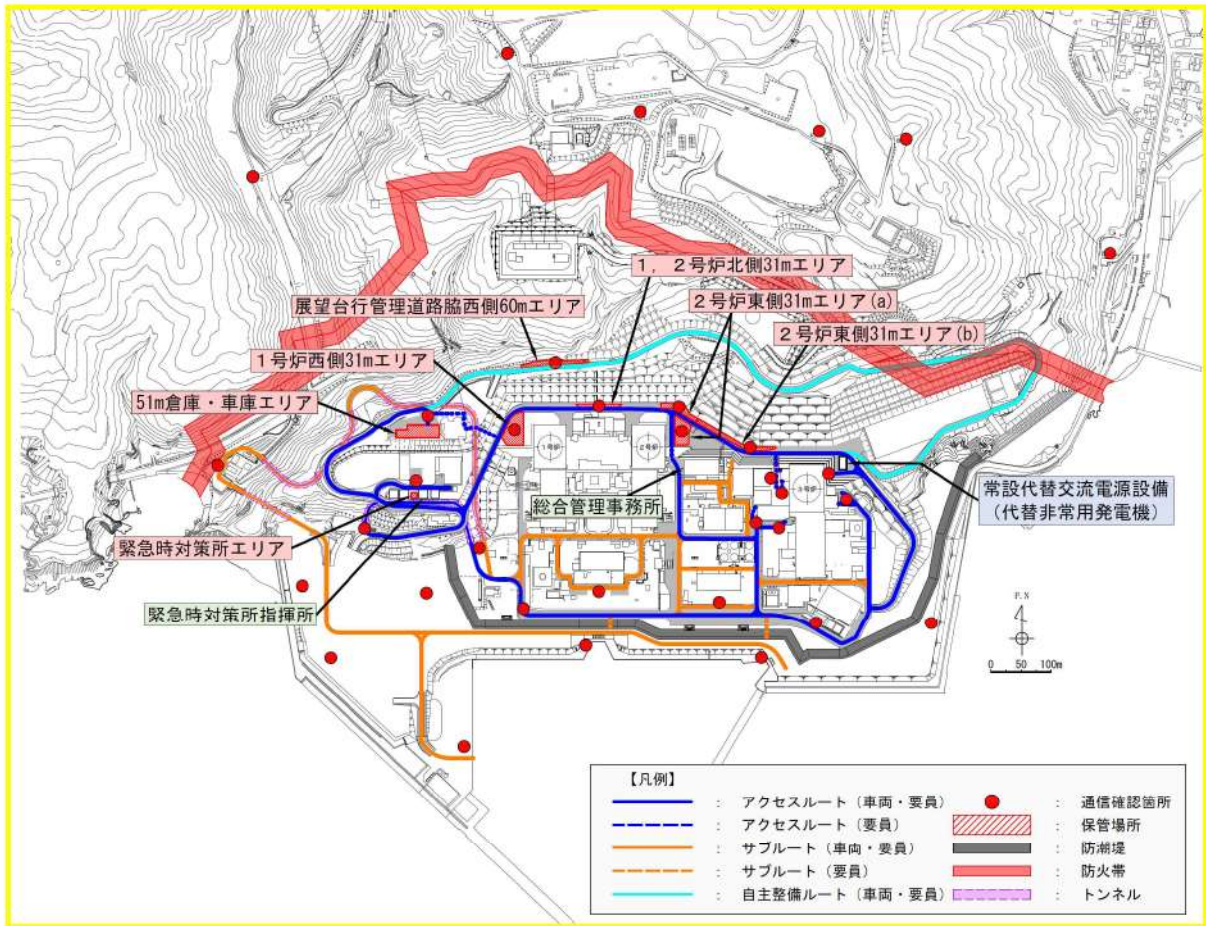 1，2号炉北側31mエリア
展望台行管理道路脇西側60mエリア
2号炉東側31mエリア(a)
1号炉西側31mエリア
2号炉東側31mエリア(b)
51m倉庫・車庫エリア
1号炉
2号炉
3号炉
総合管理事務所
常設代替交流電源設備
(代替非常用発電機)
緊急時対策所エリア
緊急時対策所指揮所
P.N
0 50 100m
【凡例】
： アクセスルート（車両・要員）
： 通信確認箇所
： アクセスルート（要員）
： 保管場所
： サブルート（車両・要員）
： 防潮堤
： サブルート（要員）
： 防火帯
： 自主整備ルート（車両・要員）
： トンネル